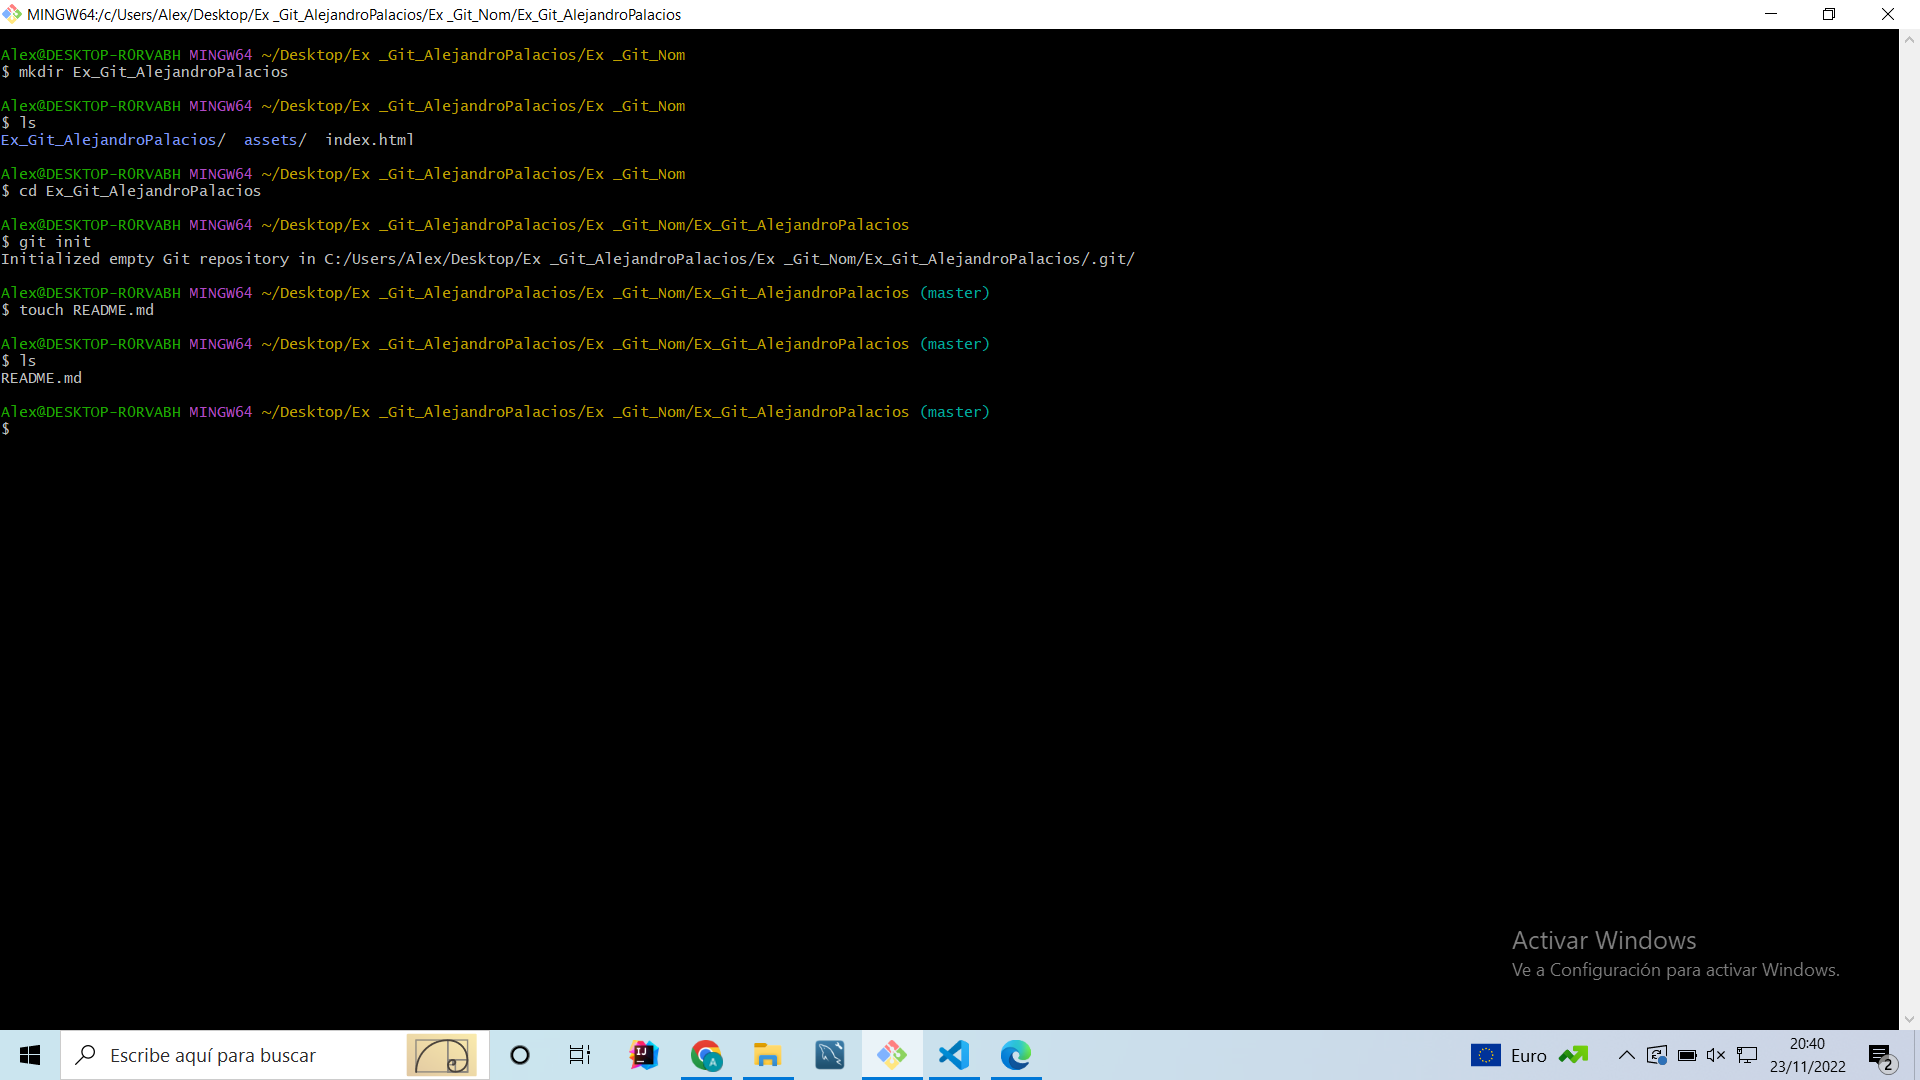 MINGW64:/c/Users/Alex/Desktop/Ex _Git_AlejandroPalacios/Ex _Git_Nom/Ex_Git_AlejandroPalacios
Alex@DESKTOP-RORVABH MINGW64 ~/Desktop/Ex _Git_AlejandroPalacios/Ex _Git_Nom
$ mkdir Ex_Git_AlejandroPalacios
Alex@DESKTOP-RORVABH MINGW64 ~/Desktop/Ex _Git_AlejandroPalacios/Ex _Git_Nom
$ ls
Ex_Git_AlejandroPalacios/  assets/  index.html
Alex@DESKTOP-RORVABH MINGW64 ~/Desktop/Ex _Git_AlejandroPalacios/Ex _Git_Nom
$ cd Ex_Git_AlejandroPalacios
Alex@DESKTOP-RORVABH MINGW64 ~/Desktop/Ex _Git_AlejandroPalacios/Ex _Git_Nom/Ex_Git_AlejandroPalacios
$ git init
Initialized empty Git repository in C:/Users/Alex/Desktop/Ex _Git_AlejandroPalacios/Ex _Git_Nom/Ex_Git_AlejandroPalacios/.git/
Alex@DESKTOP-RORVABH MINGW64 ~/Desktop/Ex _Git_AlejandroPalacios/Ex _Git_Nom/Ex_Git_AlejandroPalacios (master)
$ touch README.md
Alex@DESKTOP-RORVABH MINGW64 ~/Desktop/Ex _Git_AlejandroPalacios/Ex _Git_Nom/Ex_Git_AlejandroPalacios (master)
$ ls
README.md
Alex@DESKTOP-RORVABH MINGW64 ~/Desktop/Ex _Git_AlejandroPalacios/Ex _Git_Nom/Ex_Git_AlejandroPalacios (master)
$
Activar Windows
Ve a Configuración para activar Windows.
Escribe aquí para buscar
IJ
A
Euro
20:40
23/11/2022
2